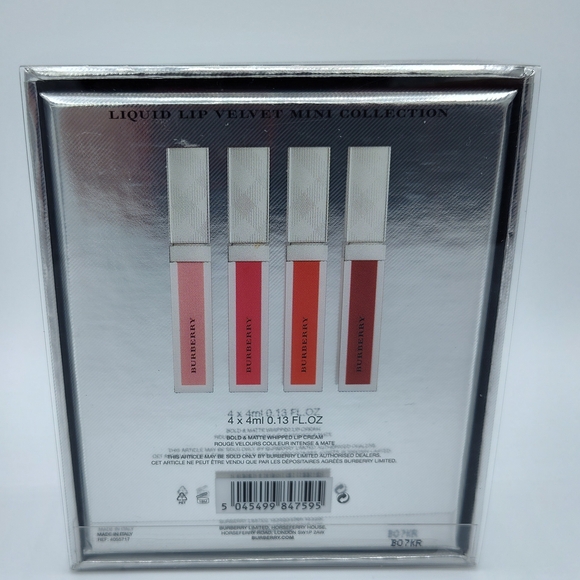 LIQUID LIP VELVET MINI COLLECTION
BURBERRY
BURBERRY
BURBERRY
BURBERRY
4 x 4ml 0.13 FL.OZ
4 x 4ml 0.13 FL.OZ
BOLD & MATTE WHIPPED LIP CREAM
ROUGE VELOURS COULEUR INTENSE & MATE
THIS ARTICLE MAY BE SOLD ONLY BY BURBERRY LIMITED AUTHORISED DEALERS.
CET ARTICLE NE PEUT ÊTRE VENDU QUE PAR LES DÉPOSITAIRES AGRÉÉS BURBERRY LIMITED.
5 045499 847595
BURBERRY LIMITED, HORSEFERRY HOUSE,
HORSEFERRY ROAD, LONDON SW1P 2AW
BURBERRY.COM
MADE IN ITALY